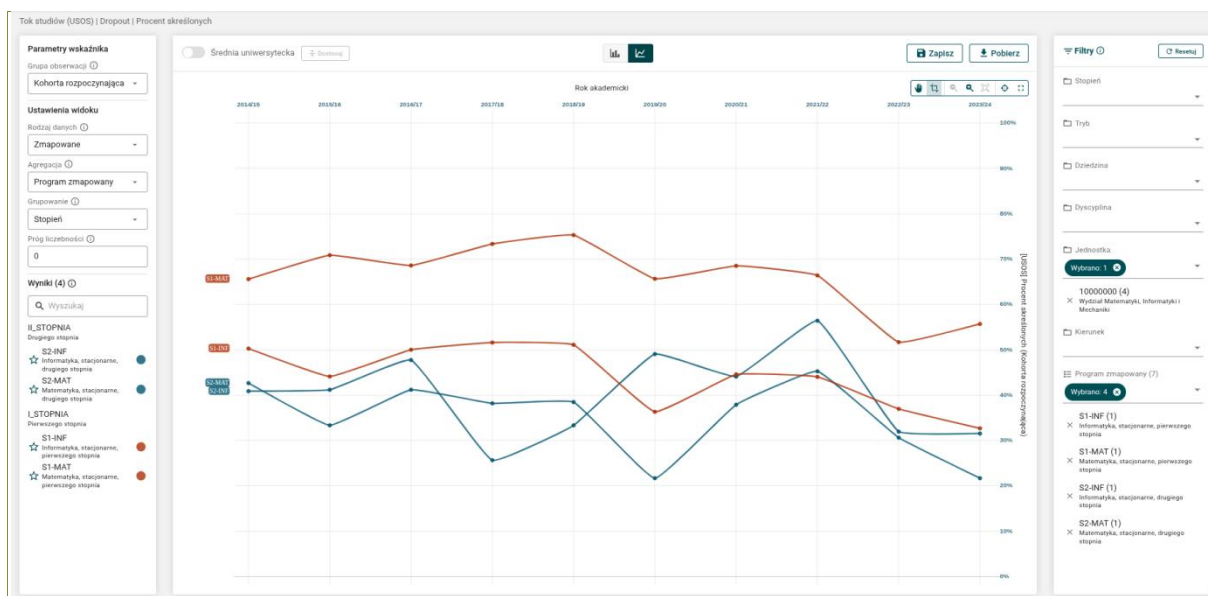 Tok studiów (USOS) | Dropout | Procent skreślonych
Parametry wskaźnika
Grupa obserwacji
Kohorta rozpoczynająca
Ustawienia widoku
Rodzaj danych
Zmapowane
Agregacja
Program zmapowany
Grupowanie
Stopień
Próg liczebności
0
Wyniki (4)
Wyszukaj
II_STOPNIA
Drugiego stopnia
S2-INF
Informatyka, stacjonarne,
drugiego stopnia
S2-MAT
Matematyka, stacjonarne,
drugiego stopnia
I_STOPNIA
Pierwszego stopnia
S1-INF
Informatyka, stacjonarne,
pierwszego stopnia
S1-MAT
Matematyka, stacjonarne,
pierwszego stopnia
Średnia uniwersytecka
Dostosuj
Zapisz
Pobierz
Rok akademicki
2014/15 2015/16 2016/17 2017/18 2018/19 2019/20 2020/21 2021/22 2022/23 2023/24
100%
90%
80%
70%
60%
50%
40%
30%
20%
10%
0%
[USOS] Procent skreślonych (Kohorta rozpoczynająca)
S1-MAT
S1-INF
S2-MAT
S2-INF
Filtry
Resetuj
Stopień
Tryb
Dziedzina
Dyscyplina
Jednostka
Wybrano: 1
10000000 (4)
Wydział Matematyki, Informatyki i
Mechaniki
Kierunek
Program zmapowany (7)
Wybrano: 4
S1-INF (1)
Informatyka, stacjonarne, pierwszego
stopnia
S1-MAT (1)
Matematyka, stacjonarne, pierwszego
stopnia
S2-INF (1)
Informatyka, stacjonarne, drugiego
stopnia
S2-MAT (1)
Matematyka, stacjonarne, drugiego
stopnia